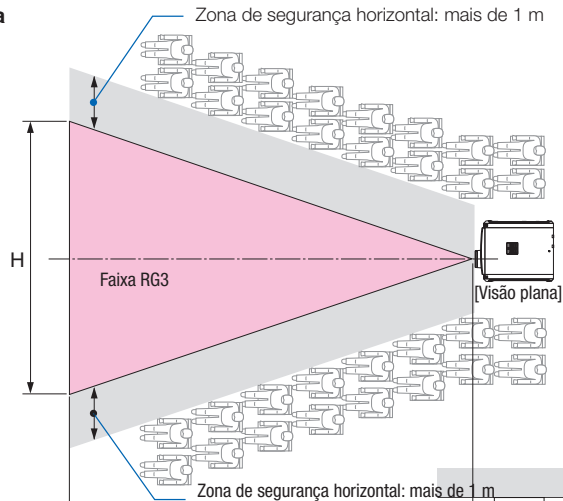 a
Zona de segurança horizontal: mais de 1 m
H
Faixa RG3
[Visão plana]
Zona de segurança horizontal: mais de 1 m